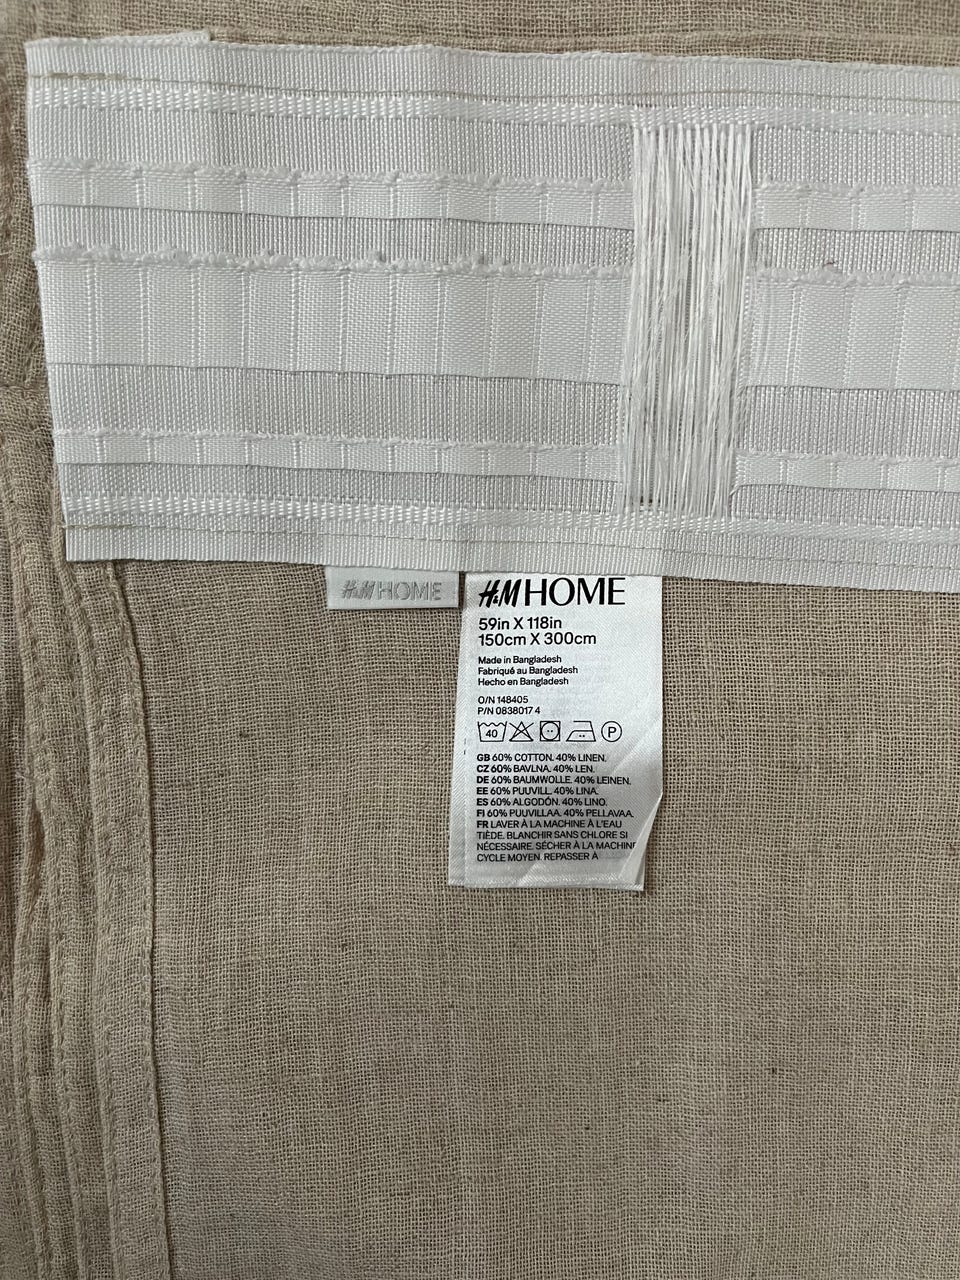 H&M HOME
H&M HOME
59in X 118in
150cm X 300cm
Made in Bangladesh
Fabriqué au Bangladesh
Hecho en Bangladesh
O/N 148405
P/N 0838017 4
40
P
GB 60% COTTON. 40% LINEN.
CZ 60% BAVLNA. 40% LEN.
DE 60% BAUMWOLLE. 40% LEINEN.
EE 60% PUUVILL. 40% LINA.
ES 60% ALGODÓN. 40% LINO.
FI 60% PUUVILLAA. 40% PELLAVAA.
FR LAVER À LA MACHINE À L'EAU
TIÈDE. BLANCHIR SANS CHLORE SI
NÉCESSAIRE. SÉCHER À LA MACHINE
CYCLE MOYEN. REPASSER À